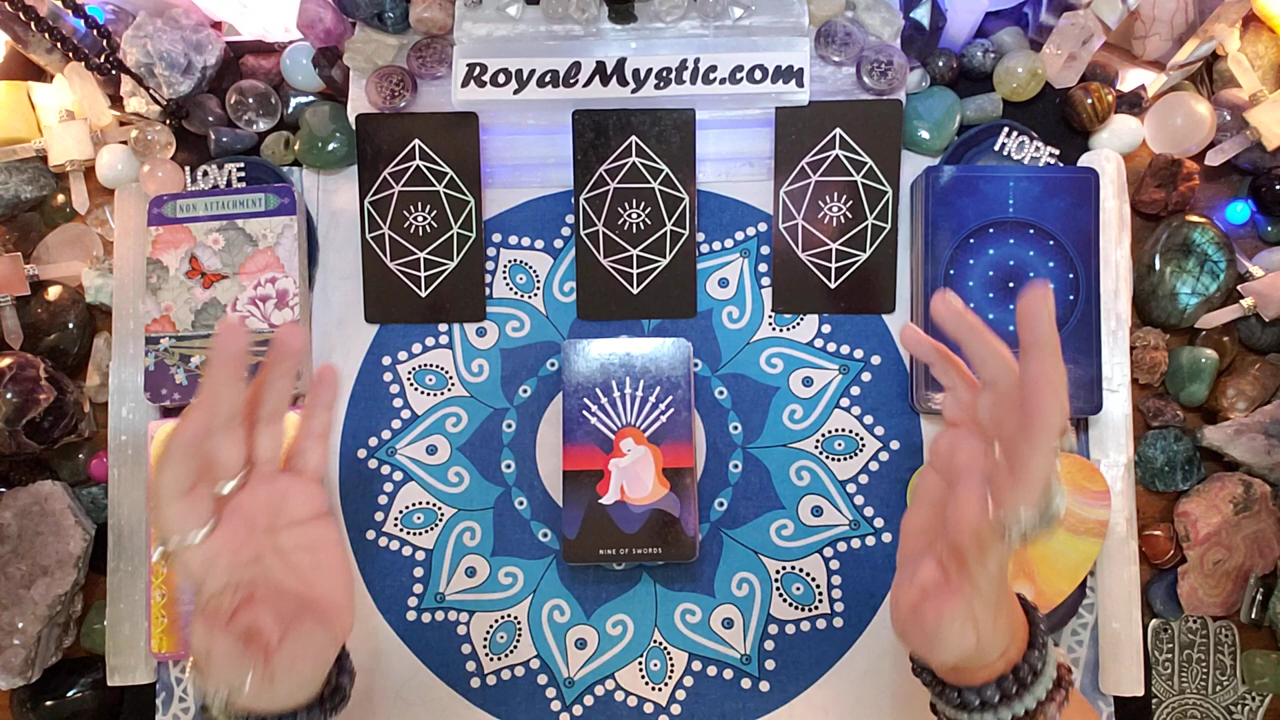 RoyalMystic.com
LOVE
HOPE
NON ATTACHMENT
NINE OF SWORDS